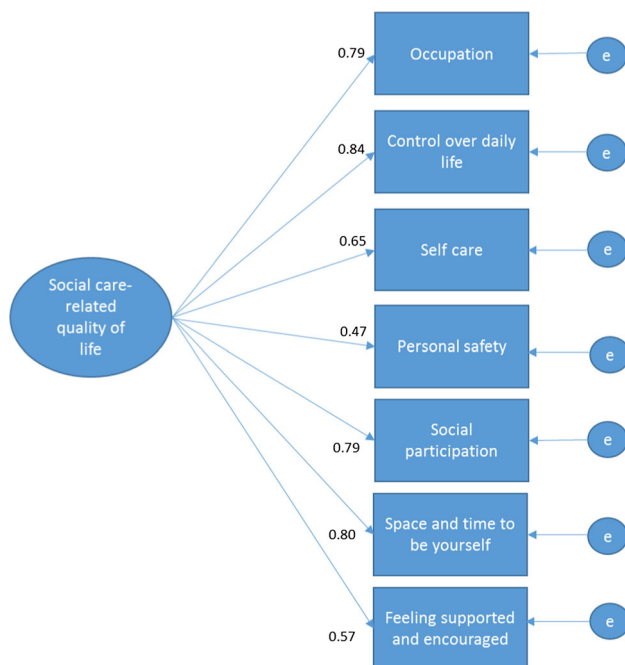 0.79
Occupation
e
0.84
Control over daily
life
e
0.65
Self care
e
Social care-
related
quality of
life
0.47
Personal safety
e
0.79
Social
participation
e
0.80
Space and time to
be yourself
e
0.57
Feeling supported
and encouraged
e